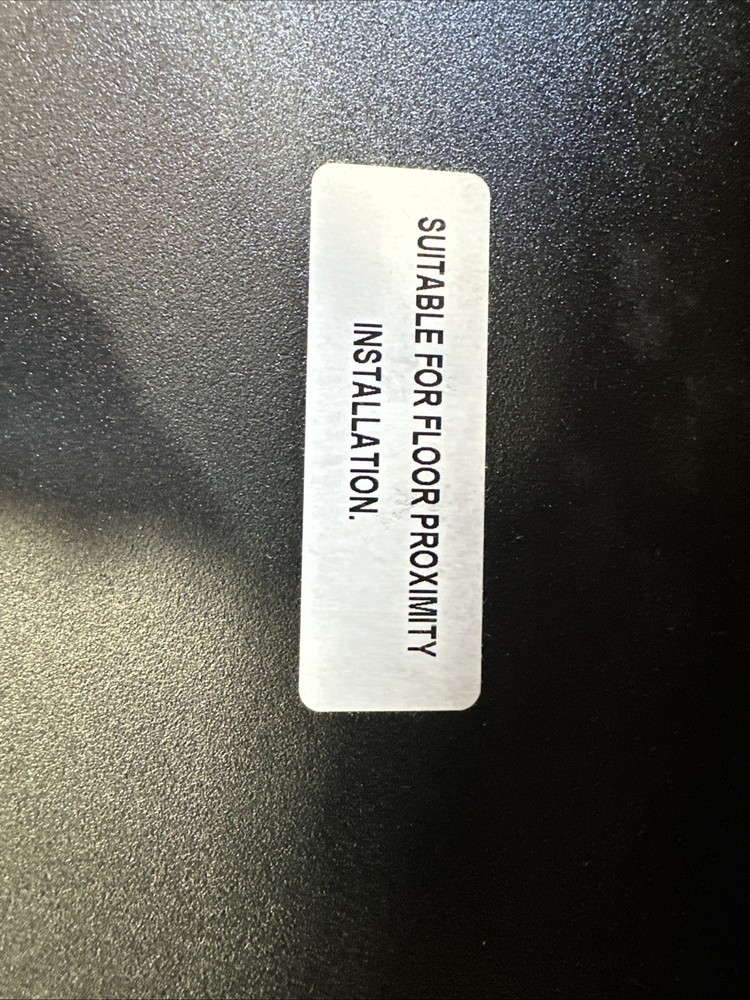 SUITABLE FOR FLOOR PROXIMITY
INSTALLATION.